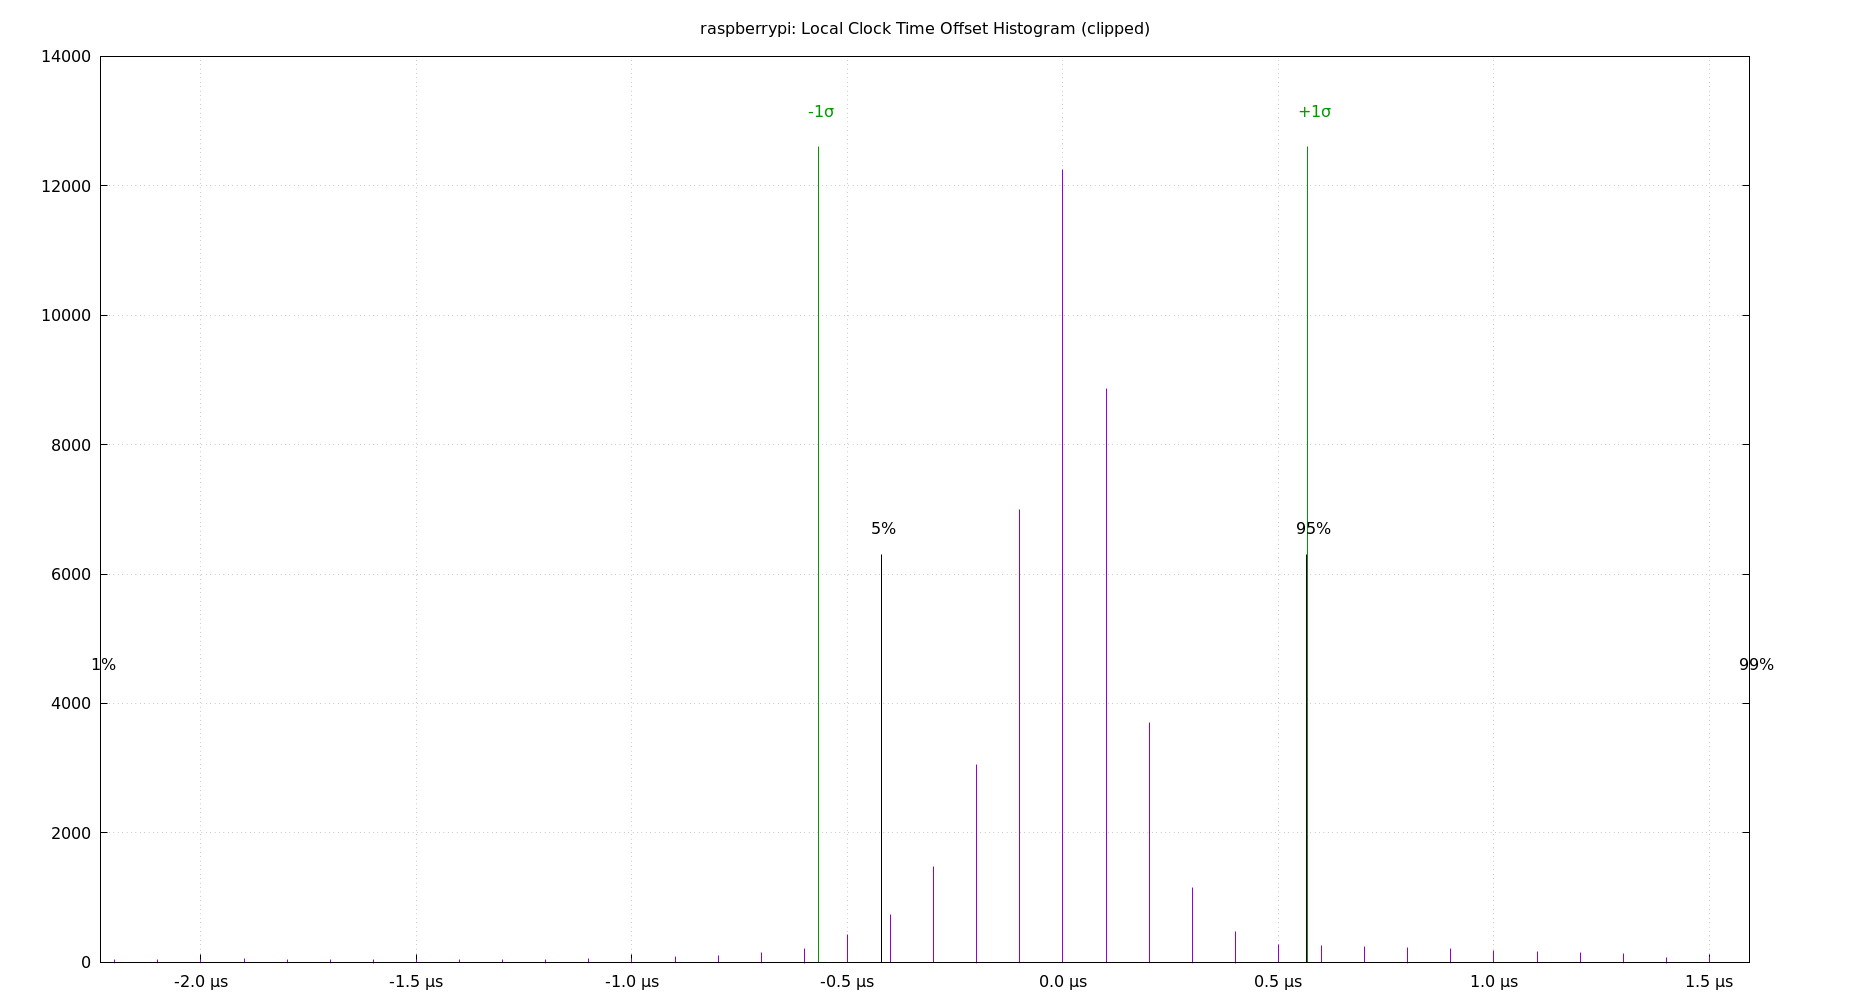 raspberrypi: Local Clock Time Offset Histogram (clipped)
14000
-1σ
+1σ
12000
10000
8000
5%
95%
6000
1%
99%
4000
2000
0
-2.0 µs
-1.5 µs
-1.0 µs
-0.5 µs
0.0 µs
0.5 µs
1.0 µs
1.5 µs